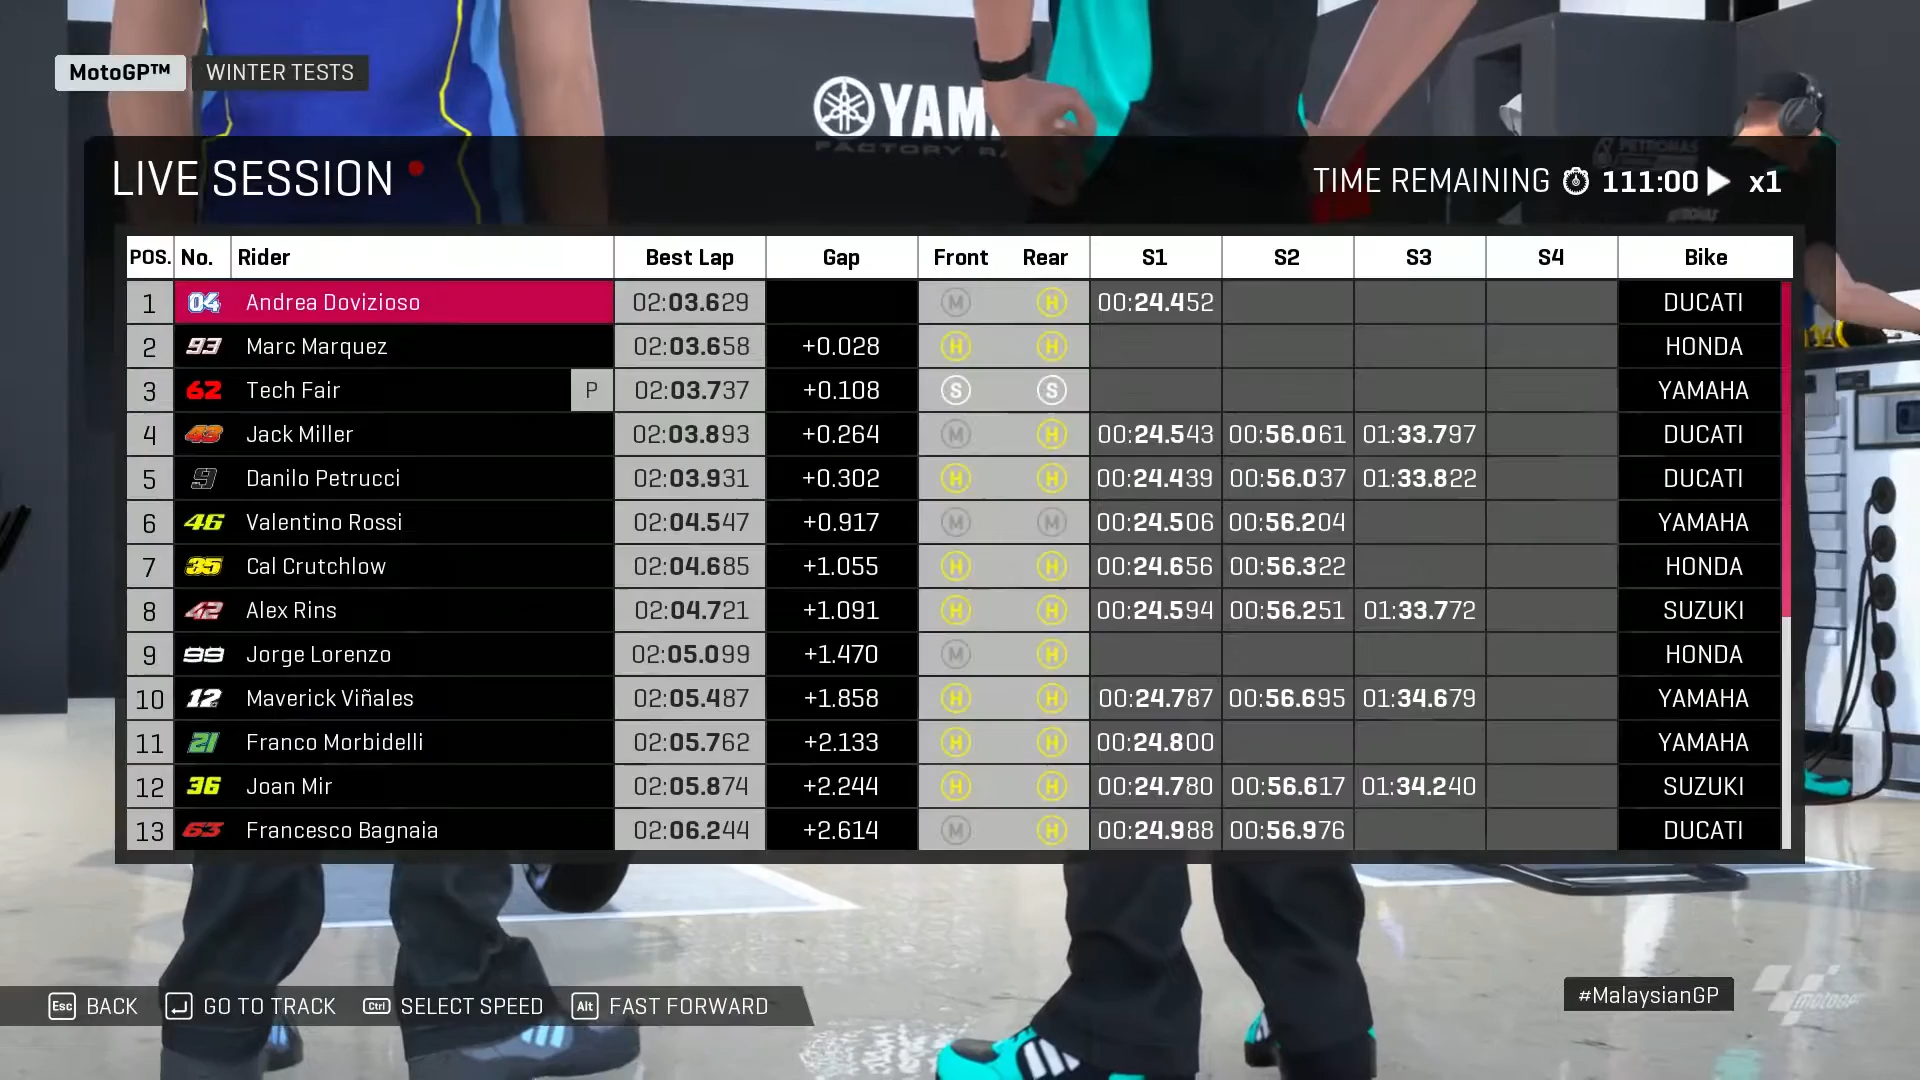 MotoGP™ WINTER TESTS
YAM
FACTORY RA
PETRONAS
LIVE SESSION
TIME REMAINING 111:00 x1
POS. No. Rider Best Lap Gap Front Rear S1 S2 S3 S4 Bike
1 04 Andrea Dovizioso 02:03.629 M H 00:24.452 DUCATI
2 93 Marc Marquez 02:03.658 +0.028 H H HONDA
3 62 Tech Fair P 02:03.737 +0.108 S S YAMAHA
4 43 Jack Miller 02:03.893 +0.264 M H 00:24.543 00:56.061 01:33.797 DUCATI
5 9 Danilo Petrucci 02:03.931 +0.302 H H 00:24.439 00:56.037 01:33.822 DUCATI
6 46 Valentino Rossi 02:04.547 +0.917 M M 00:24.506 00:56.204 YAMAHA
7 35 Cal Crutchlow 02:04.685 +1.055 H H 00:24.656 00:56.322 HONDA
8 42 Alex Rins 02:04.721 +1.091 H H 00:24.594 00:56.251 01:33.772 SUZUKI
9 99 Jorge Lorenzo 02:05.099 +1.470 M H HONDA
10 12 Maverick Viñales 02:05.487 +1.858 H H 00:24.787 00:56.695 01:34.679 YAMAHA
11 21 Franco Morbidelli 02:05.762 +2.133 H H 00:24.800 YAMAHA
12 36 Joan Mir 02:05.874 +2.244 H H 00:24.780 00:56.617 01:34.240 SUZUKI
13 63 Francesco Bagnaia 02:06.244 +2.614 M H 00:24.988 00:56.976 DUCATI
#MalaysianGP
MotoGP
Esc BACK GO TO TRACK Ctrl SELECT SPEED Alt FAST FORWARD